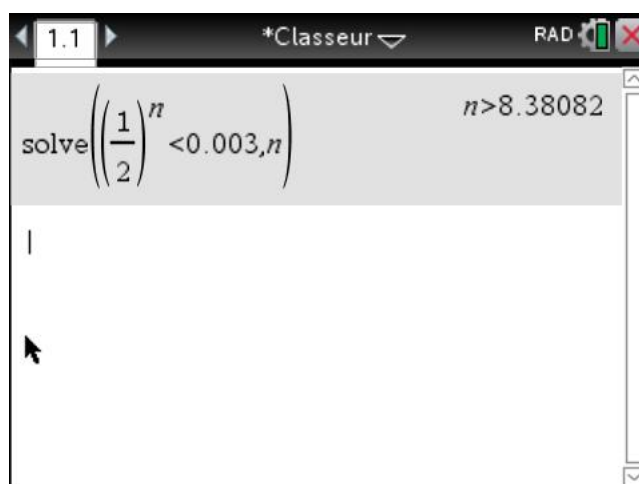 1.1 *Classeur RAD
solve((1/2)^n <0.003,n) n>8.38082